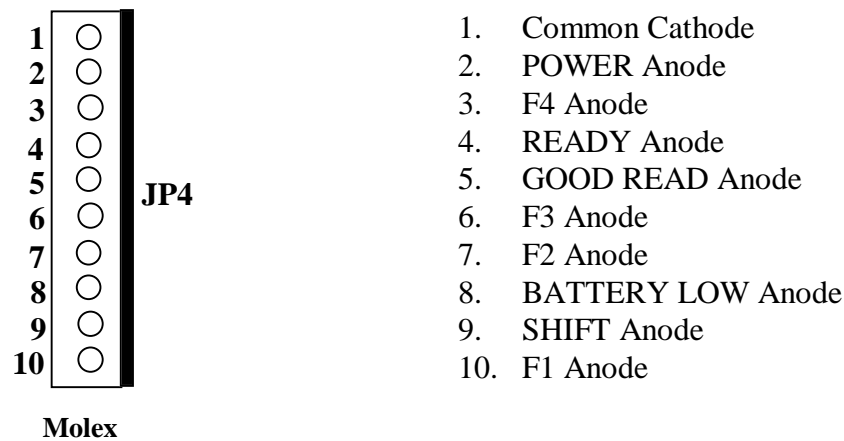 1
2
3
4
5
6
7
8
9
10
JP4
Molex
1. Common Cathode
2. POWER Anode
3. F4 Anode
4. READY Anode
5. GOOD READ Anode
6. F3 Anode
7. F2 Anode
8. BATTERY LOW Anode
9. SHIFT Anode
10. F1 Anode